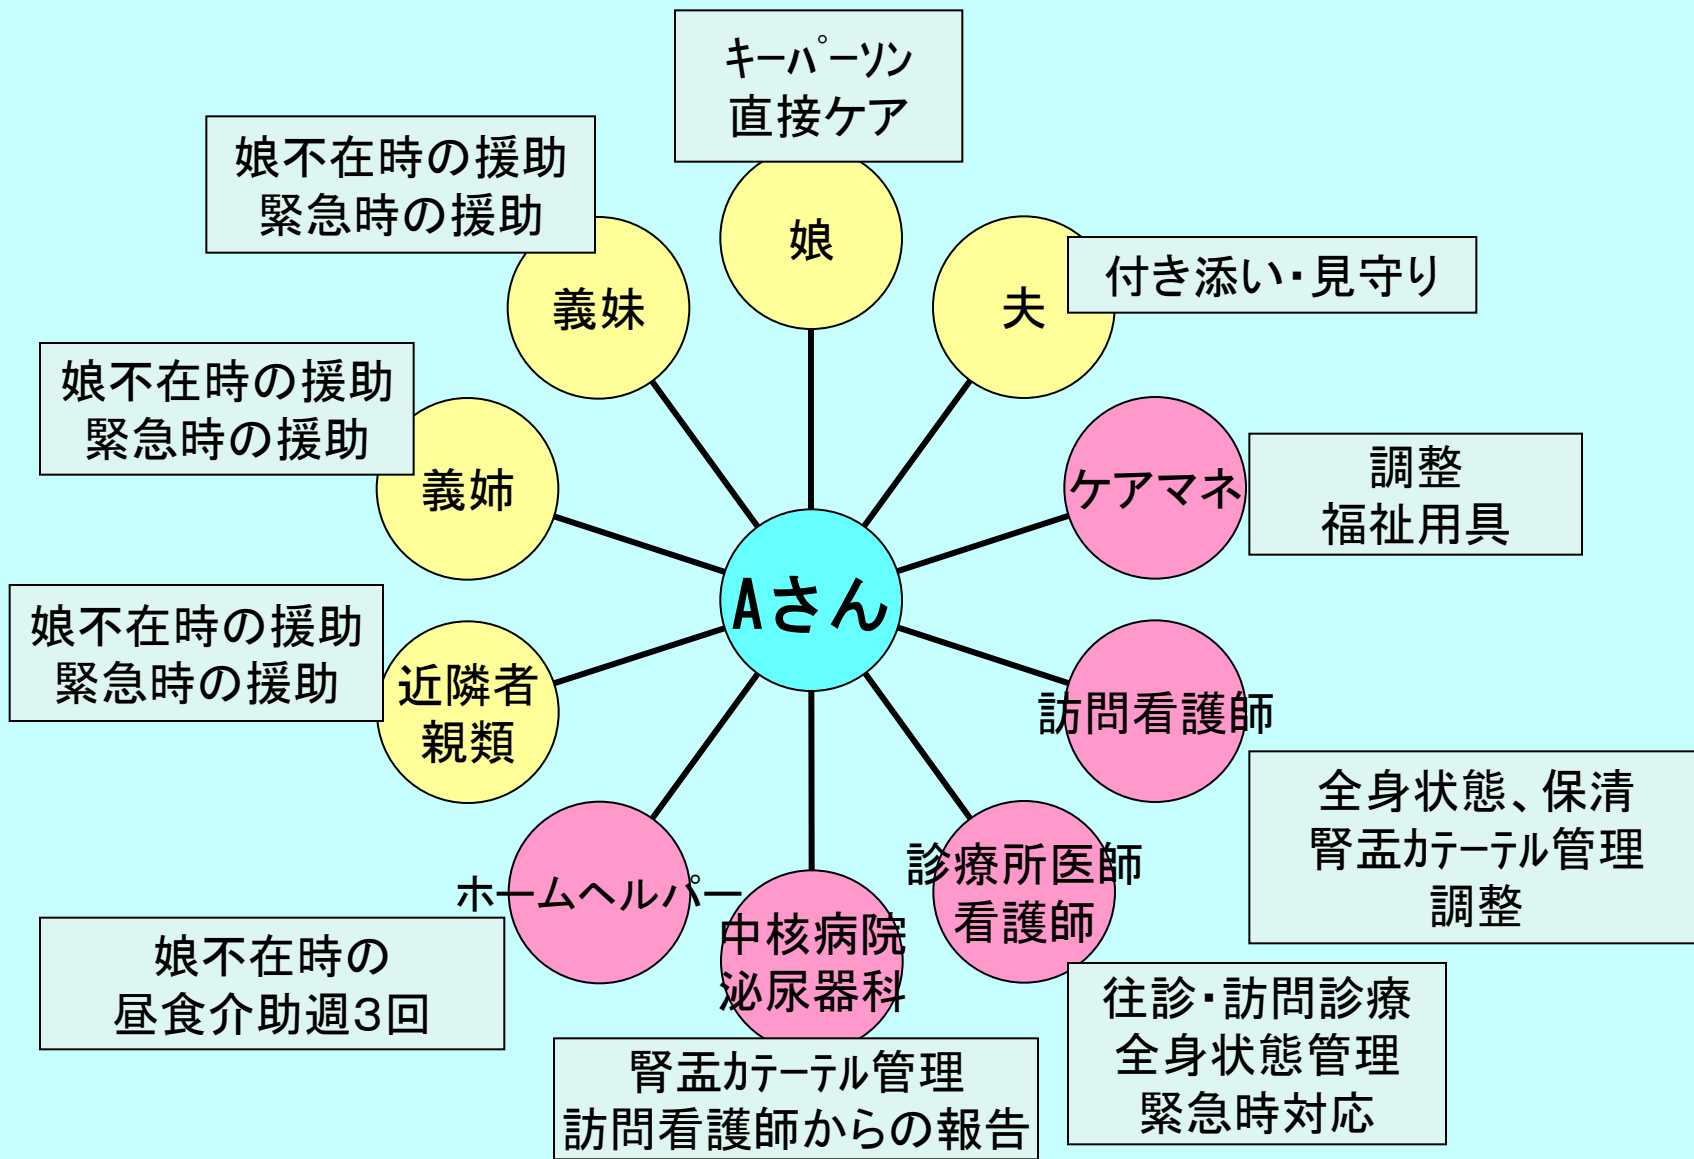 ｷｰﾊﾟｰｿﾝ
直接ケア
娘
娘不在時の援助
緊急時の援助
義妹
夫
付き添い・見守り
娘不在時の援助
緊急時の援助
義姉
ケアマネ
調整
福祉用具
Aさん
娘不在時の援助
緊急時の援助
近隣者
親類
訪問看護師
全身状態、保清
腎盂ｶﾃｰﾃﾙ管理
調整
ホームヘルパー
娘不在時の
昼食介助週３回
中核病院
泌尿器科
腎盂ｶﾃｰﾃﾙ管理
訪問看護師からの報告
診療所医師
看護師
往診・訪問診療
全身状態管理
緊急時対応